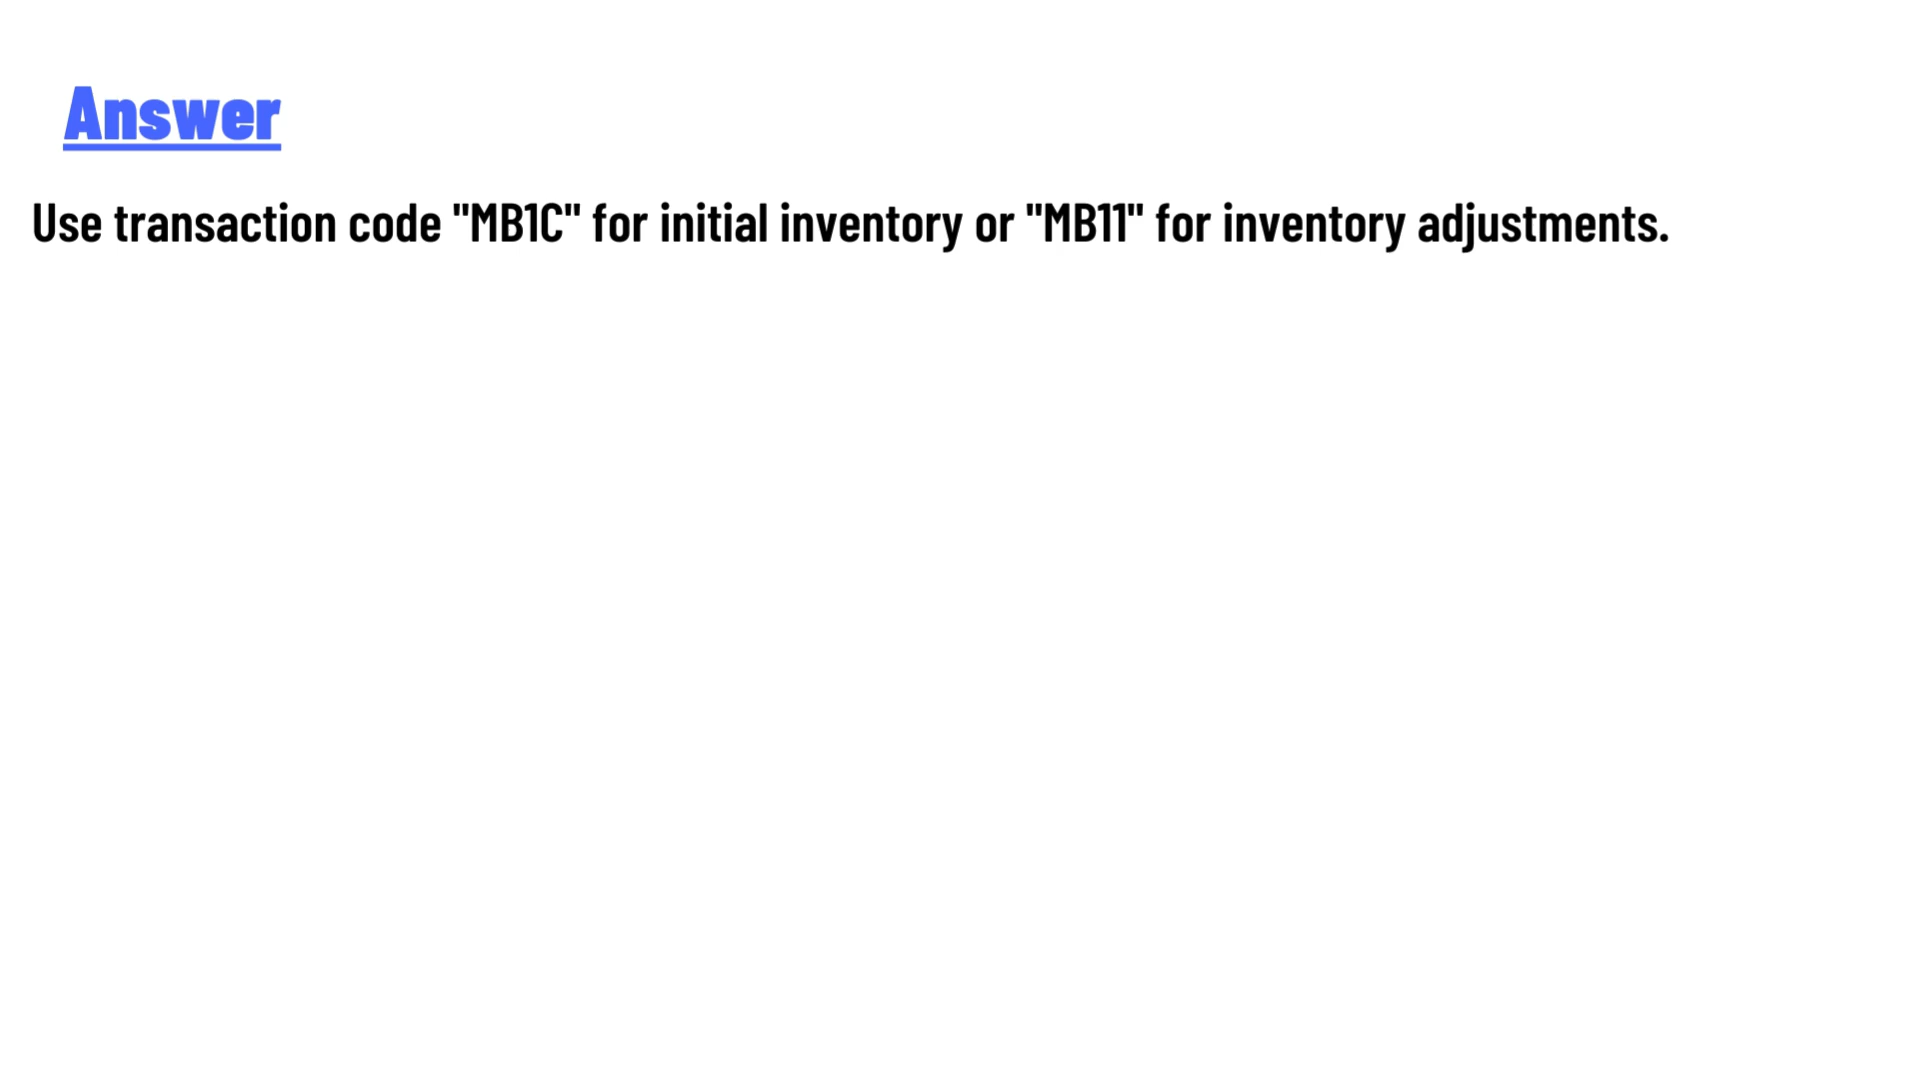 Answer
Use transaction code "MB1C" for initial inventory or "MB11" for inventory adjustments.